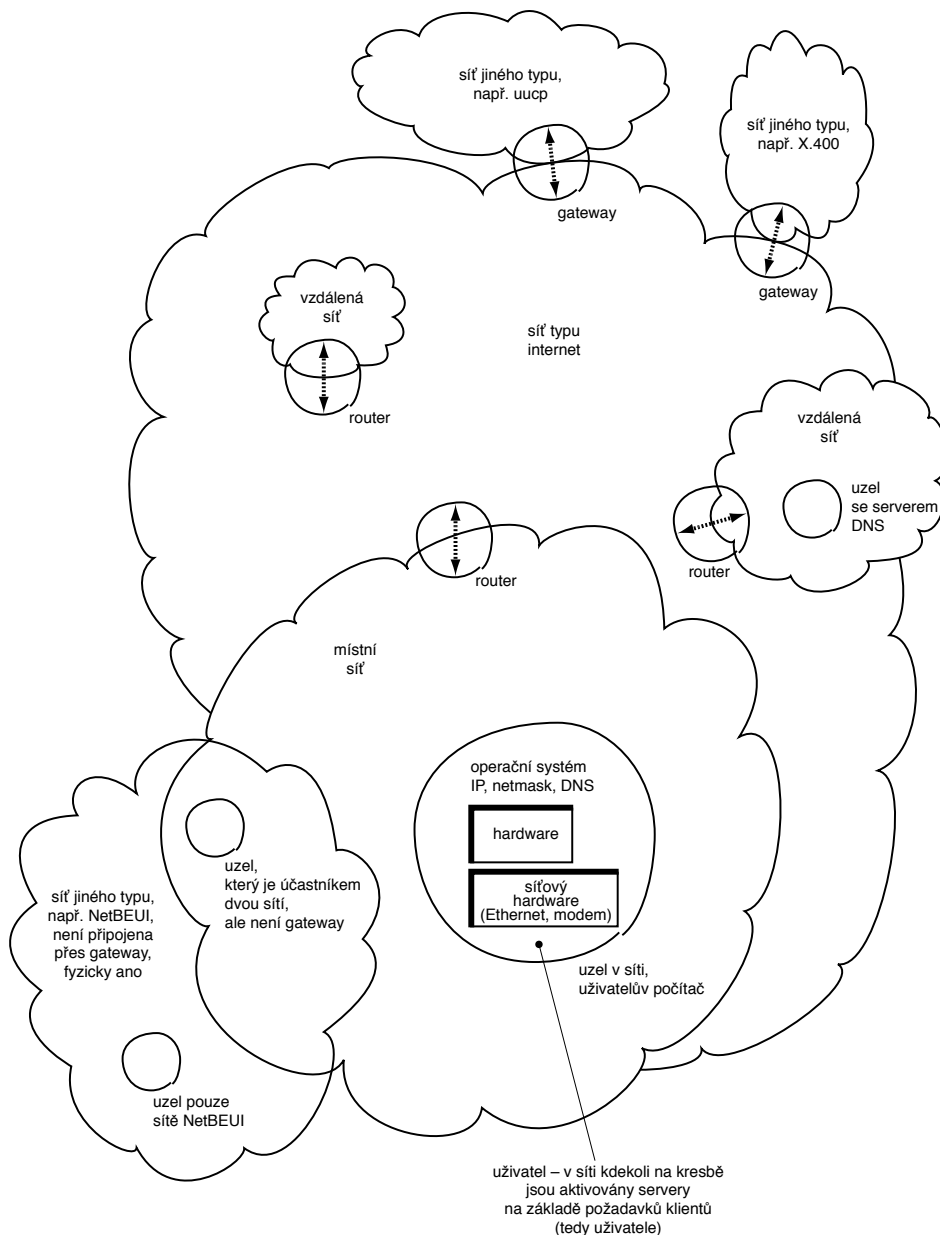 síť jiného typu,
např. uucp
síť jiného typu,
např. X.400
gateway
gateway
vzdálená
síť
síť typu
internet
router
vzdálená
síť
uzel
se serverem
DNS
router
router
místní
síť
operační systém
IP, netmask, DNS
hardware
síťový
hardware
(Ethernet, modem)
uzel,
který je účastníkem
dvou sítí,
ale není gateway
síť jiného typu,
např. NetBEUI,
není připojena
přes gateway,
fyzicky ano
uzel v síti,
uživatelův počítač
uzel pouze
sítě NetBEUI
uživatel – v síti kdekoli na kresbě
jsou aktivovány servery
na základě požadavků klientů
(tedy uživatele)